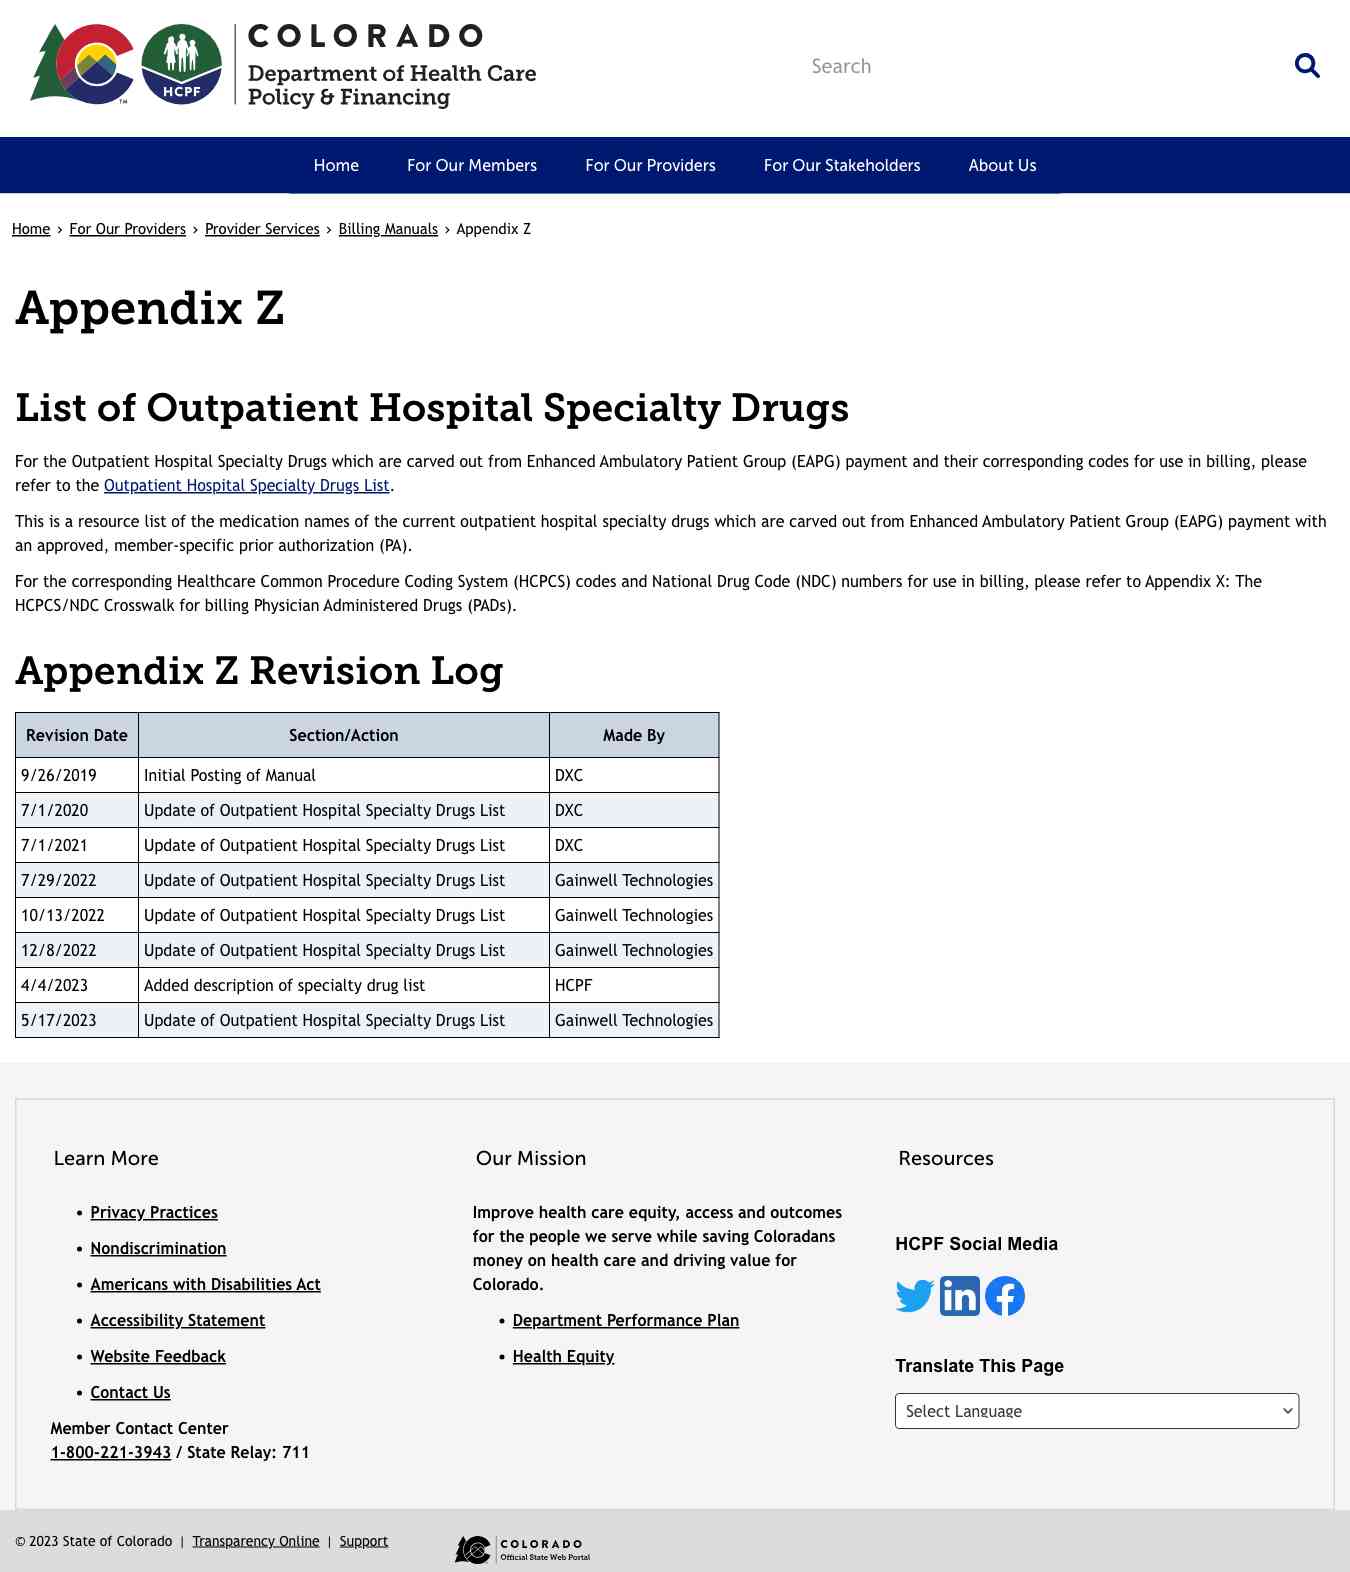 COLORADO
Department of Health Care
Policy & Financing
HCPF
TM
Search
Home For Our Members For Our Providers For Our Stakeholders About Us
Home › For Our Providers › Provider Services › Billing Manuals › Appendix Z
Appendix Z
List of Outpatient Hospital Specialty Drugs
For the Outpatient Hospital Specialty Drugs which are carved out from Enhanced Ambulatory Patient Group (EAPG) payment and their corresponding codes for use in billing, please
refer to the Outpatient Hospital Specialty Drugs List.
This is a resource list of the medication names of the current outpatient hospital specialty drugs which are carved out from Enhanced Ambulatory Patient Group (EAPG) payment with
an approved, member-specific prior authorization (PA).
For the corresponding Healthcare Common Procedure Coding System (HCPCS) codes and National Drug Code (NDC) numbers for use in billing, please refer to Appendix X: The
HCPCS/NDC Crosswalk for billing Physician Administered Drugs (PADs).
Appendix Z Revision Log
Revision Date Section/Action Made By
9/26/2019 Initial Posting of Manual DXC
7/1/2020 Update of Outpatient Hospital Specialty Drugs List DXC
7/1/2021 Update of Outpatient Hospital Specialty Drugs List DXC
7/29/2022 Update of Outpatient Hospital Specialty Drugs List Gainwell Technologies
10/13/2022 Update of Outpatient Hospital Specialty Drugs List Gainwell Technologies
12/8/2022 Update of Outpatient Hospital Specialty Drugs List Gainwell Technologies
4/4/2023 Added description of specialty drug list HCPF
5/17/2023 Update of Outpatient Hospital Specialty Drugs List Gainwell Technologies
Learn More
• Privacy Practices
• Nondiscrimination
• Americans with Disabilities Act
• Accessibility Statement
• Website Feedback
• Contact Us
Member Contact Center
1-800-221-3943 / State Relay: 711
Our Mission
Improve health care equity, access and outcomes
for the people we serve while saving Coloradans
money on health care and driving value for
Colorado.
• Department Performance Plan
• Health Equity
Resources
HCPF Social Media
Translate This Page
Select Language
© 2023 State of Colorado | Transparency Online | Support
COLORADO
Official State Web Portal